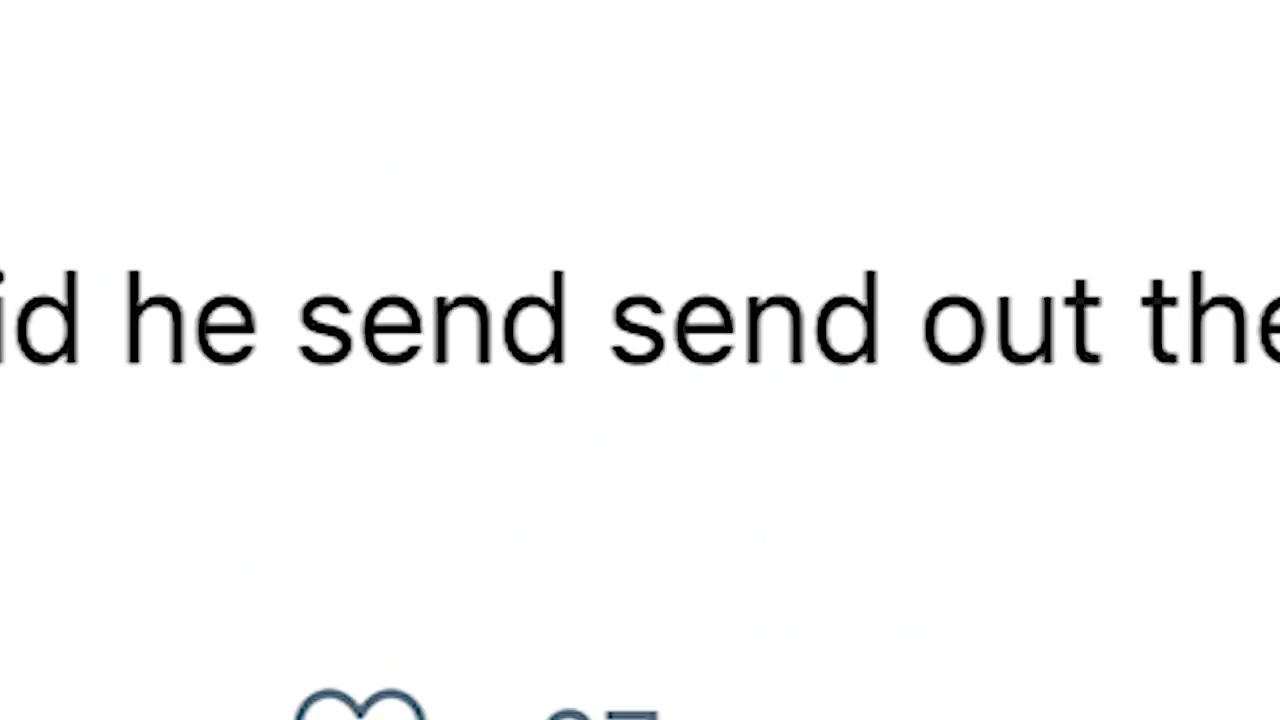 id he send send out the